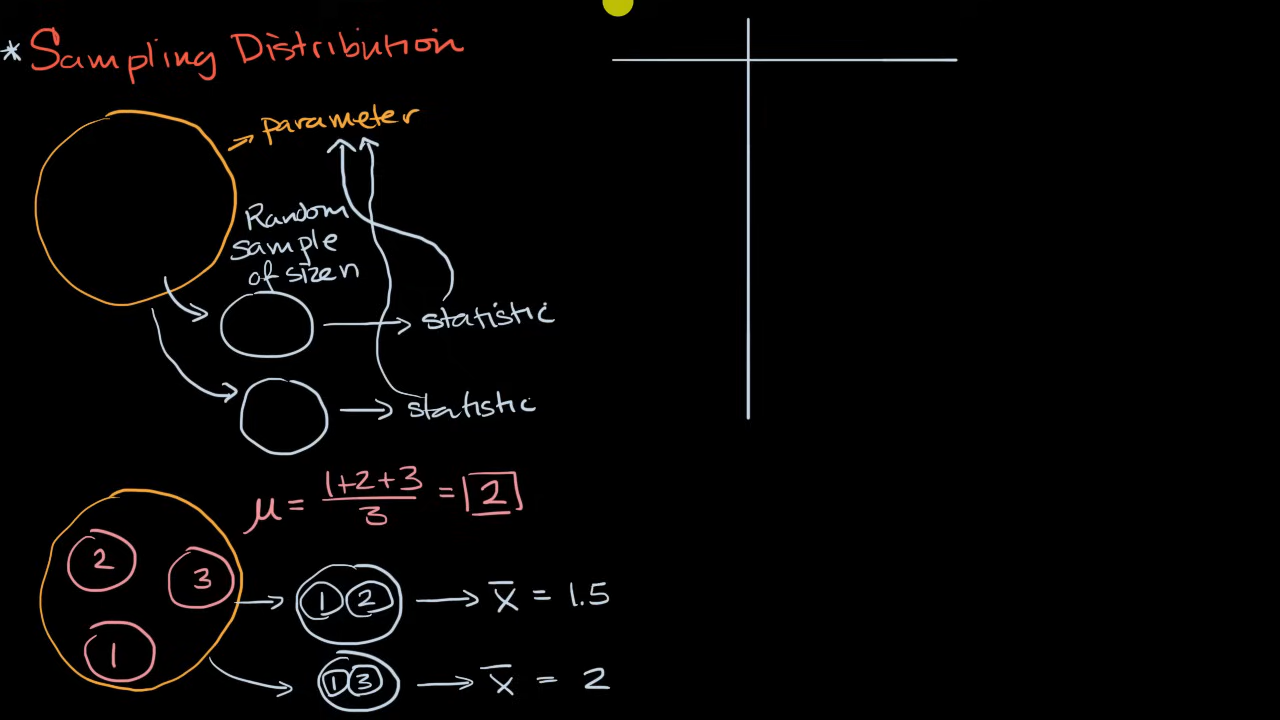 * Sampling Distribution
parameter
Random
sample
of size n
statistic
statistic
μ = 1+2+3/3 = 2
2
3
1
1 2
x̄ = 1.5
1 3
x̄ = 2